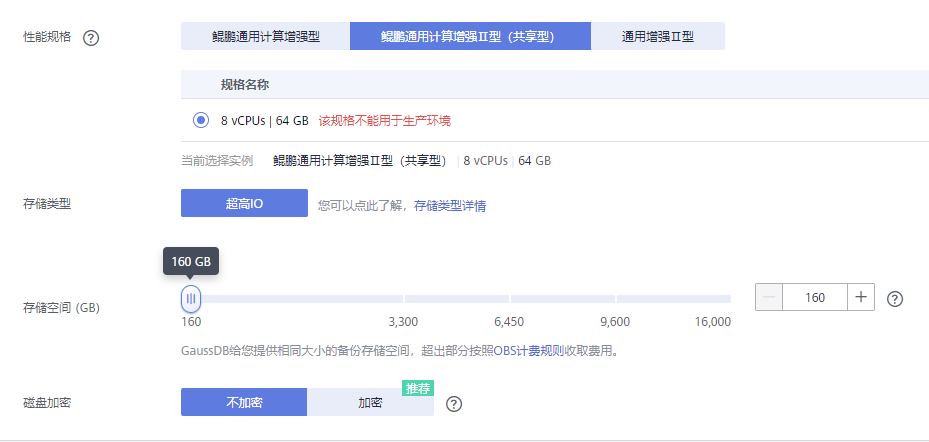 性能规格 ? 鲲鹏通用计算增强型 鲲鹏通用计算增强Ⅱ型（共享型） 通用增强Ⅱ型
规格名称
8 vCPUs | 64 GB 该规格不能用于生产环境
当前选择实例 鲲鹏通用计算增强Ⅱ型（共享型） | 8 vCPUs | 64 GB
存储类型 超高IO 您可以点此了解，存储类型详情
160 GB
存储空间 (GB) — 160 + ?
160 3,300 6,450 9,600 16,000
GaussDB给您提供相同大小的备份存储空间，超出部分按照OBS计费规则收取费用。
推荐
磁盘加密 不加密 加密 ?